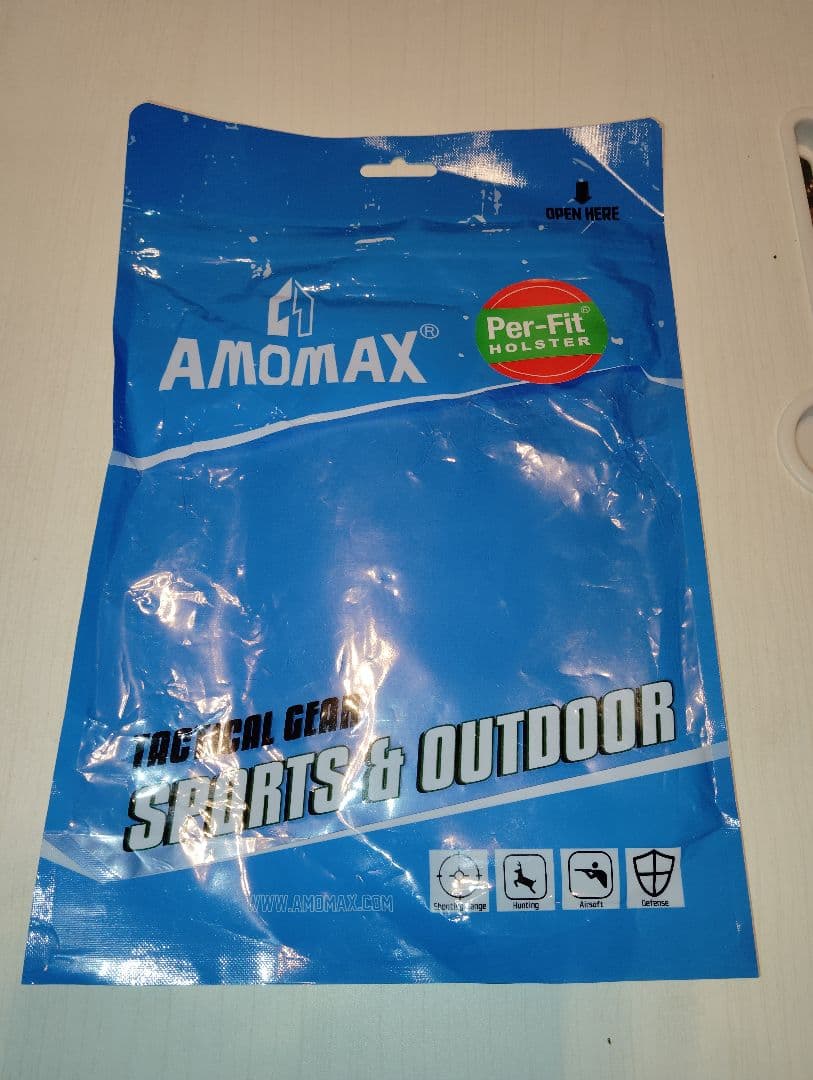 OPEN HERE
AMOMAX®
Per-Fit®
HOLSTER
TACTICAL GEAR
SPORTS & OUTDOOR
WWW.AMOMAX.COM
Shooting Range
Hunting
Airsoft
Defense